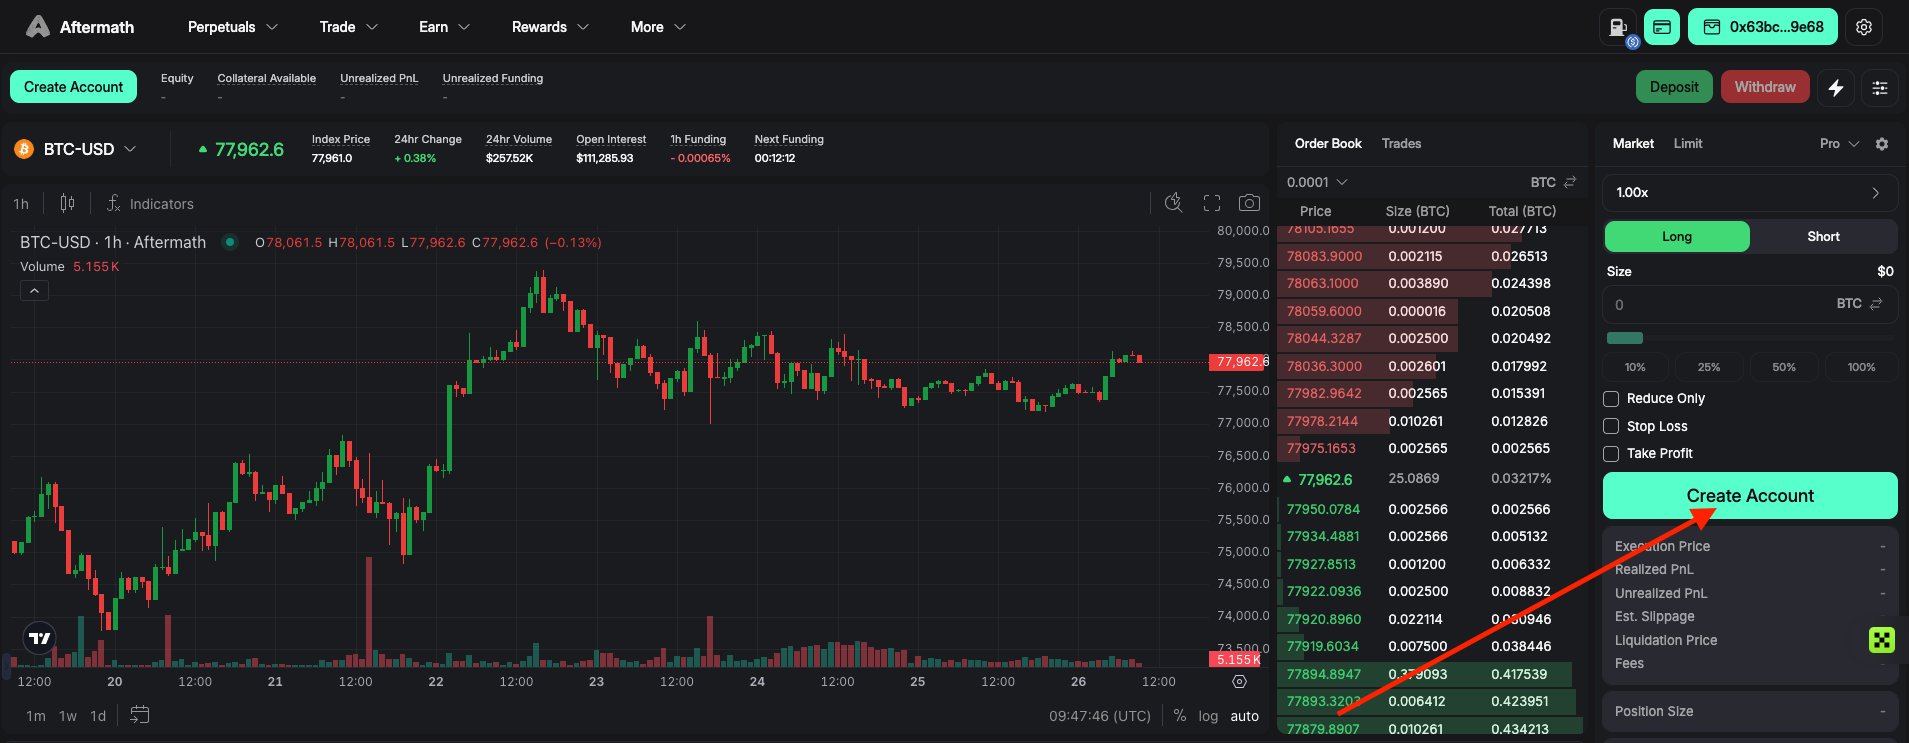 Aftermath Perpetuals Trade Earn Rewards More 0x63bc...9e68
Create Account Equity Collateral Available Unrealized PnL Unrealized Funding Deposit Withdraw
- - - -
BTC-USD 77,962.6 Index Price 24hr Change 24hr Volume Open Interest 1h Funding Next Funding
77,961.0 + 0.38% $257.52K $111,285.93 - 0.00065% 00:12:12
1h Indicators
BTC-USD · 1h · Aftermath O78,061.5 H78,061.5 L77,962.6 C77,962.6 (−0.13%)
Volume 5.155K
80,000.0
79,500.0
79,000.0
78,500.0
77,962.6
77,500.0
77,000.0
76,500.0
76,000.0
75,500.0
75,000.0
74,500.0
74,000.0
73,500.0
5.155K
12:00 20 12:00 21 12:00 22 12:00 23 12:00 24 12:00 25 12:00 26 12:00
1m 1w 1d 09:47:46 (UTC) % log auto
Order Book Trades
0.0001 BTC
Price Size (BTC) Total (BTC)
78105.1655 0.001200 0.027713
78083.9000 0.002115 0.026513
78063.1000 0.003890 0.024398
78059.6000 0.000016 0.020508
78044.3287 0.002500 0.020492
78036.3000 0.002601 0.017992
77982.9642 0.002565 0.015391
77978.2144 0.010261 0.012826
77975.1653 0.002565 0.002565
77,962.6 25.0869 0.03217%
77950.0784 0.002566 0.002566
77934.4881 0.002566 0.005132
77927.8513 0.001200 0.006332
77922.0936 0.002500 0.008832
77920.8960 0.022114 0.030946
77919.6034 0.007500 0.038446
77894.8947 0.379093 0.417539
77893.3203 0.006412 0.423951
77879.8907 0.010261 0.434213
Market Limit Pro
1.00x
Long Short
Size $0
0 BTC
10% 25% 50% 100%
Reduce Only
Stop Loss
Take Profit
Create Account
Execution Price -
Realized PnL -
Unrealized PnL -
Est. Slippage
Liquidation Price
Fees -
Position Size -